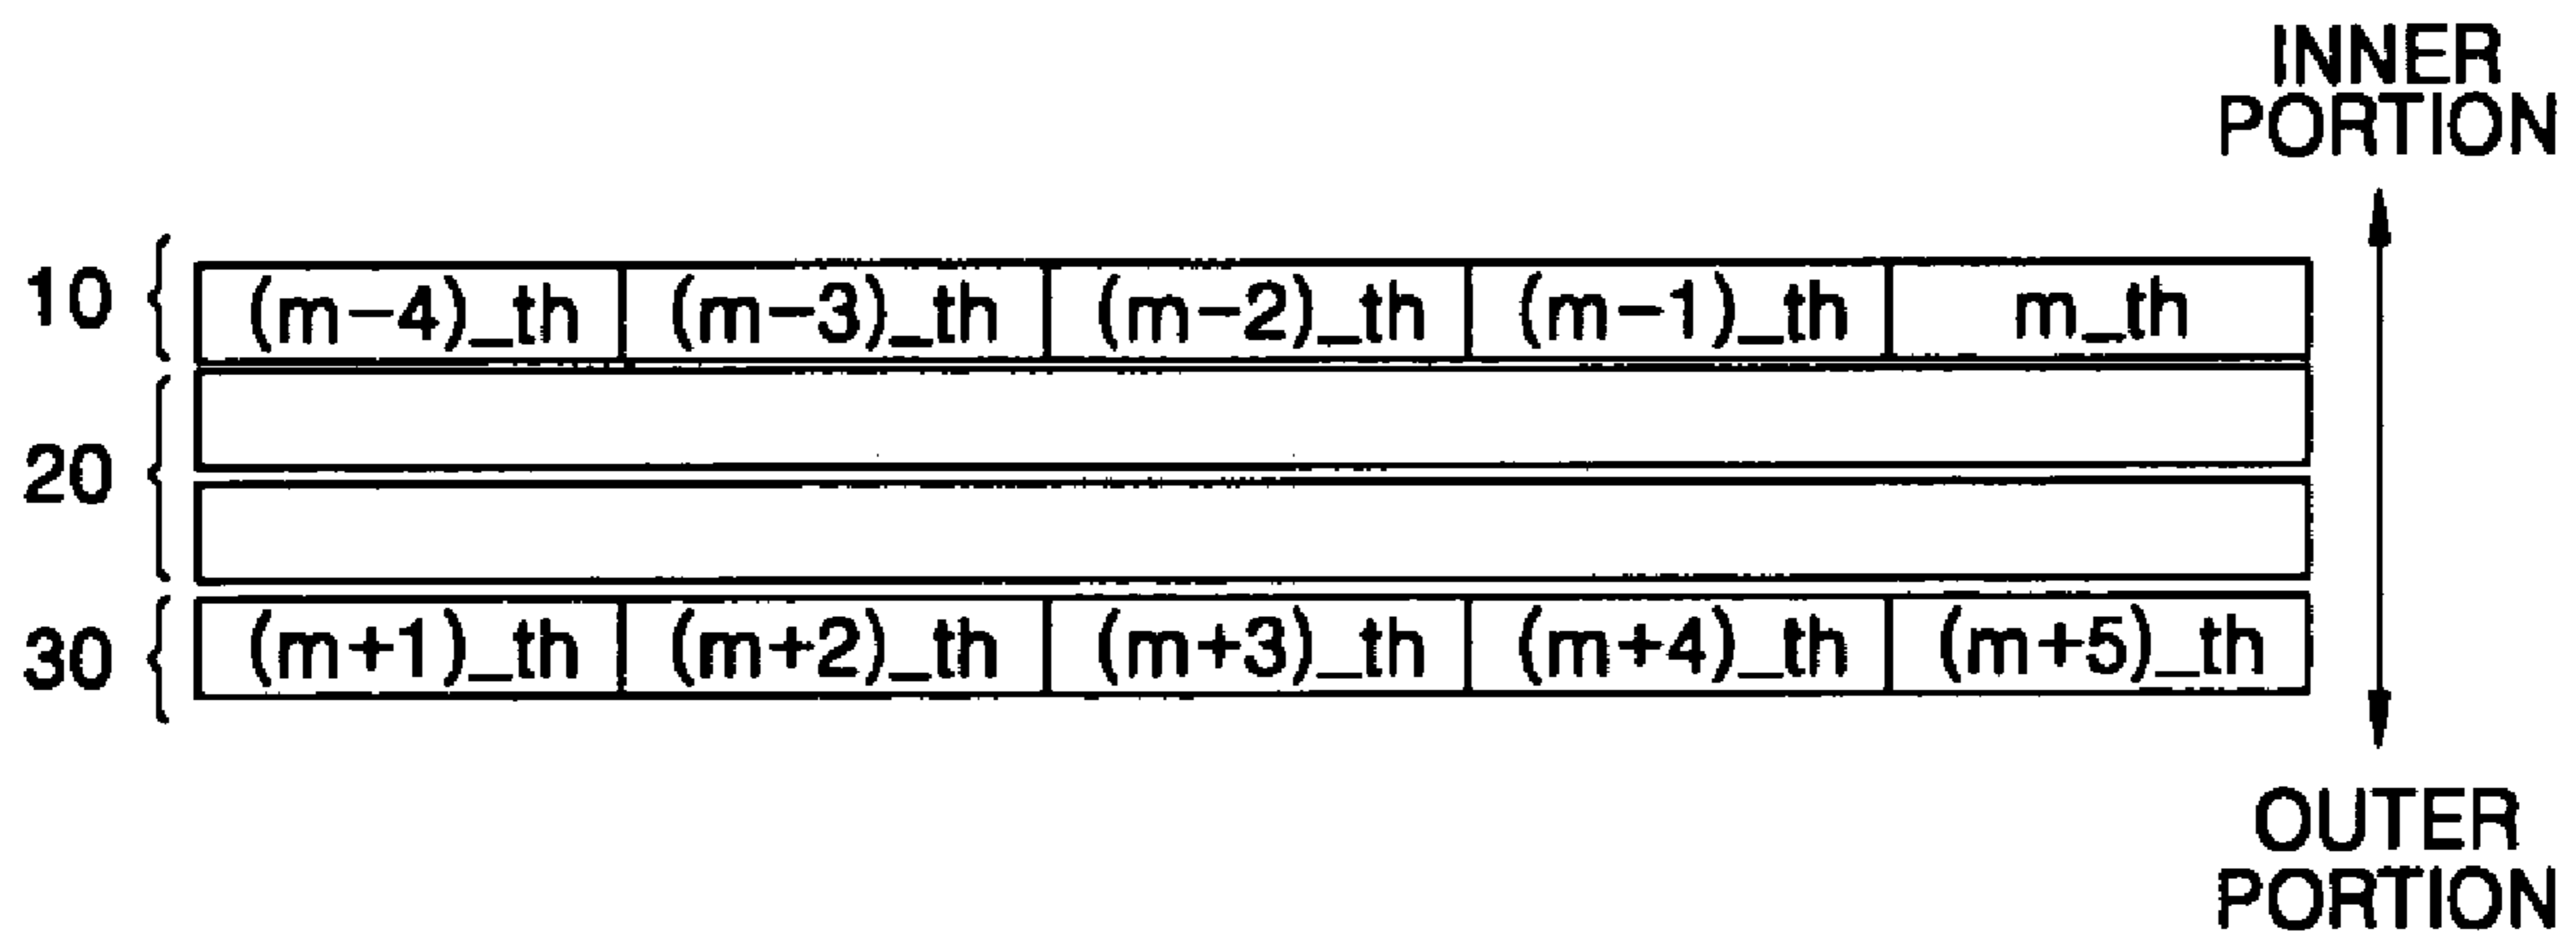 INNER
PORTION
10 (m−4)_th (m−3)_th (m−2)_th (m−1)_th m_th
20
30 (m+1)_th (m+2)_th (m+3)_th (m+4)_th (m+5)_th
OUTER
PORTION